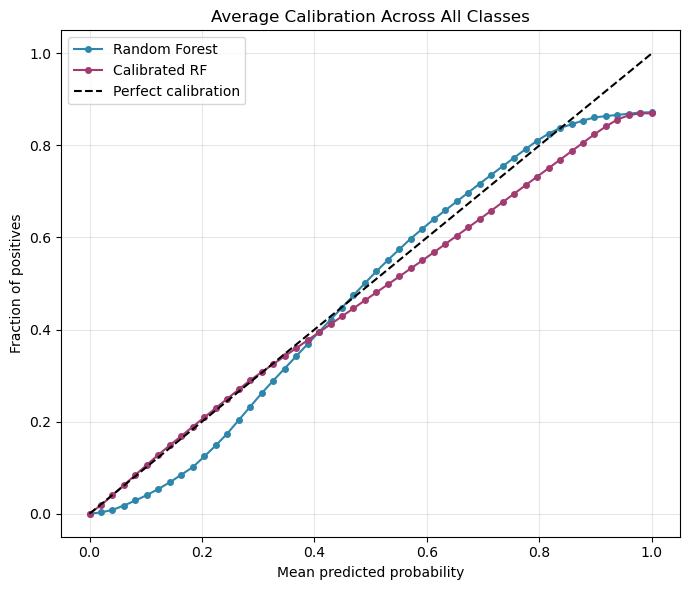 Average Calibration Across All Classes
Random Forest
Calibrated RF
Perfect calibration
1.0
0.8
0.6
0.4
0.2
0.0
Fraction of positives
0.0 0.2 0.4 0.6 0.8 1.0
Mean predicted probability